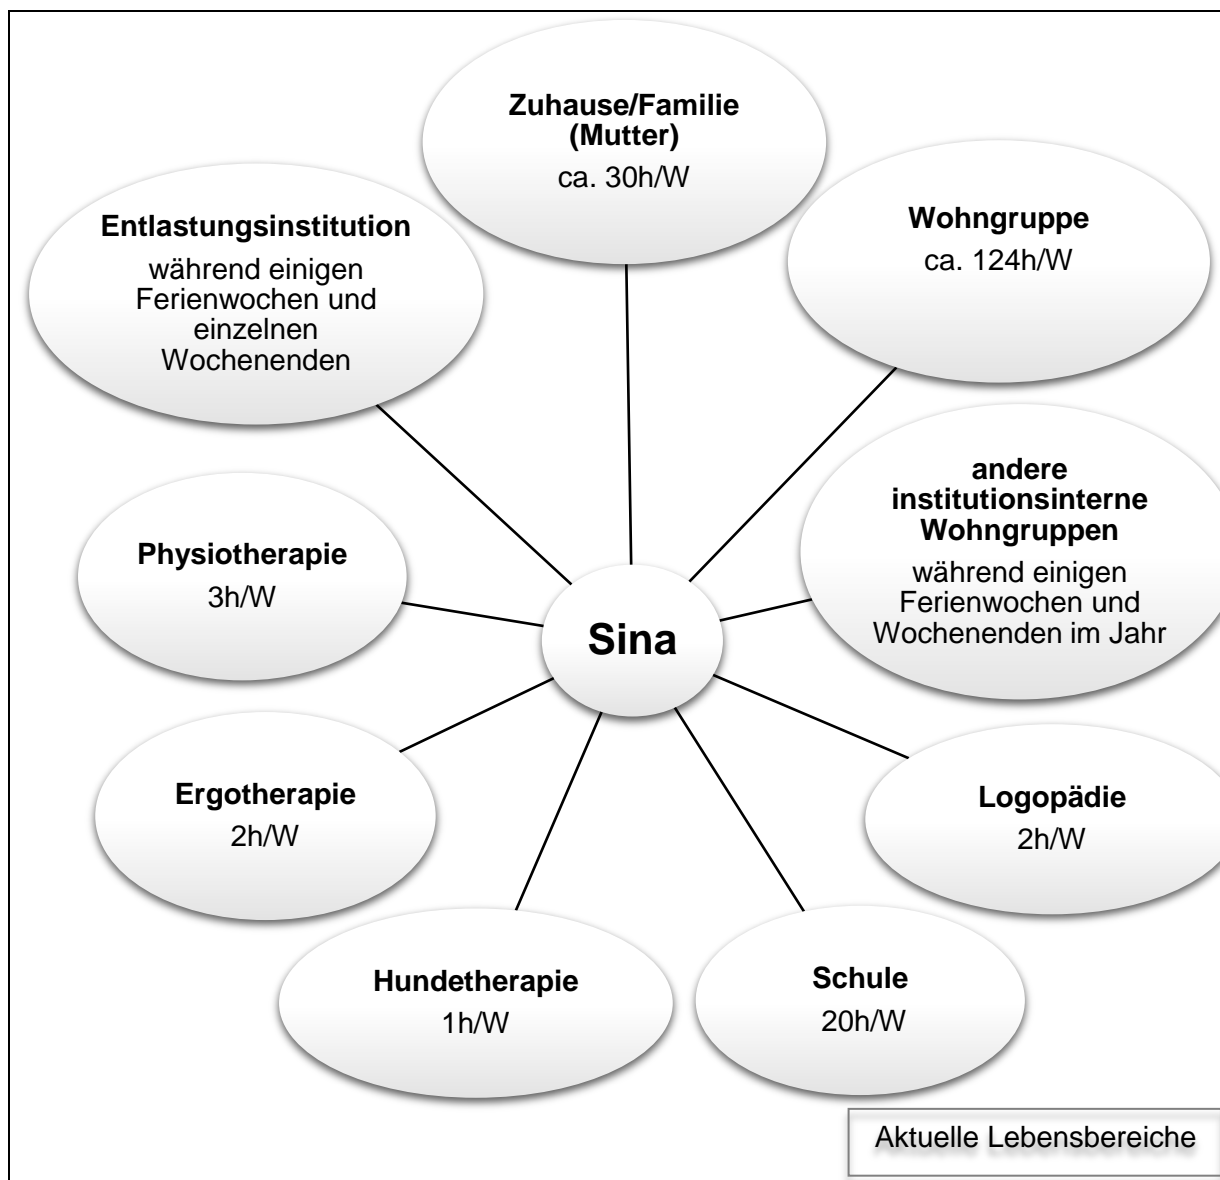 Zuhause/Familie
(Mutter)
ca. 30h/W
Wohngruppe
ca. 124h/W
andere
institutionsinterne
Wohngruppen
während einigen
Ferienwochen und
Wochenenden im Jahr
Logopädie
2h/W
Schule
20h/W
Hundetherapie
1h/W
Ergotherapie
2h/W
Physiotherapie
3h/W
Entlastungsinstitution
während einigen
Ferienwochen und
einzelnen
Wochenenden
Sina
Aktuelle Lebensbereiche